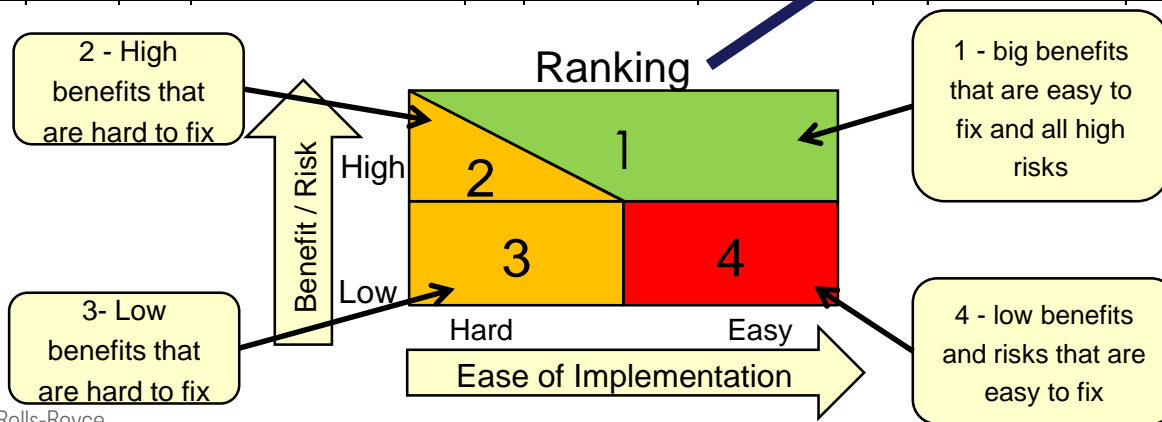 2 - High
benefits that
are hard to fix
Ranking
1 - big benefits
that are easy to
fix and all high
risks
Benefit / Risk
High
Low
1
2
3
4
3- Low
benefits that
are hard to fix
Hard
Easy
Ease of Implementation
4 - low benefits
and risks that are
easy to fix
Rolls-Royce